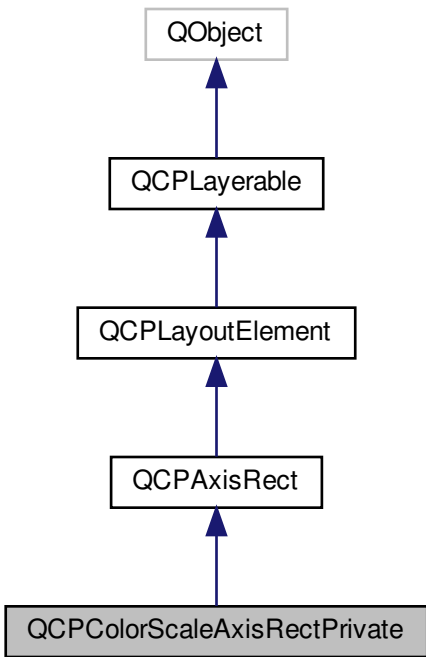 QObject
QCPLayerable
QCPLayoutElement
QCPAxisRect
QCPColorScaleAxisRectPrivate